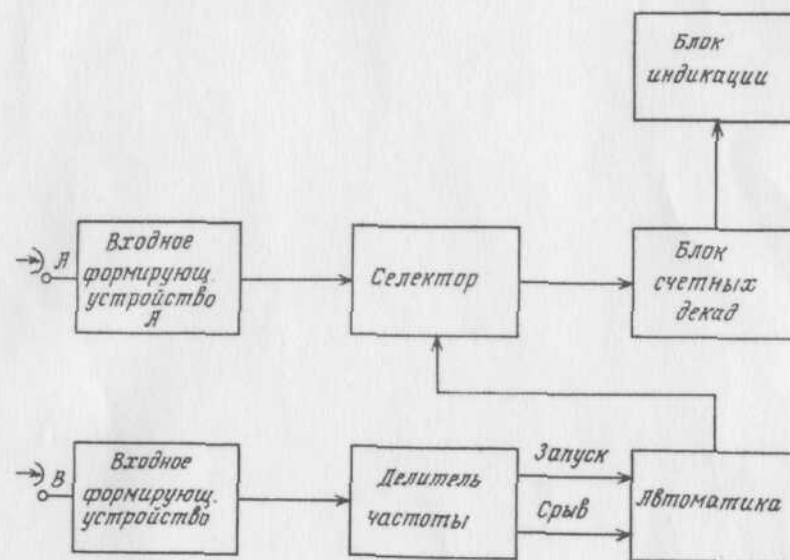 Блок
индикации
А
Входное
формирующ.
устройство
А
Селектор
Блок
счетных
декад
В
Входное
формирующ.
устройство
Делитель
частоты
Запуск
Срыв
Автоматика